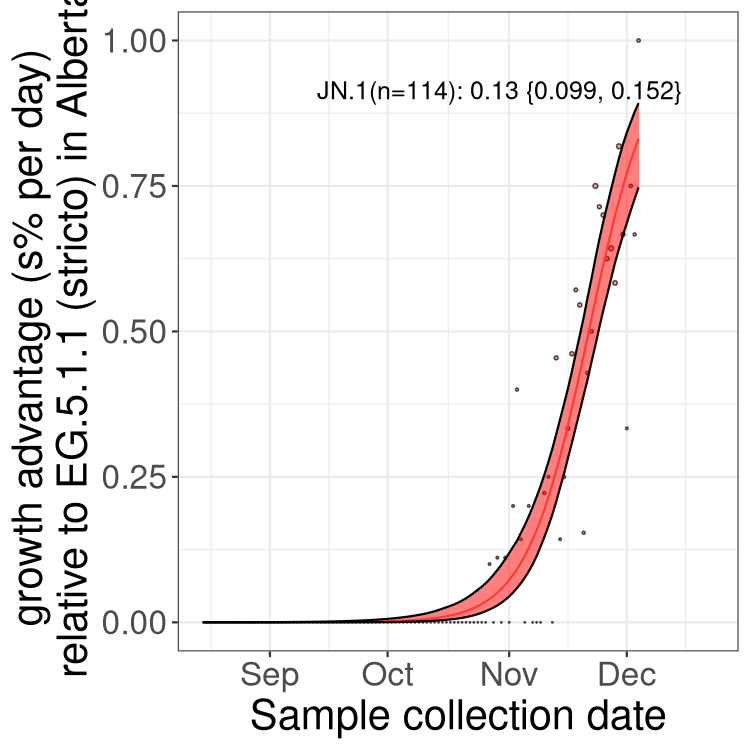 growth advantage (s% per day)
relative to EG.5.1.1 (stricto) in Alberta
1.00
JN.1(n=114): 0.13 {0.099, 0.152}
0.75
0.50
0.25
0.00
Sep Oct Nov Dec
Sample collection date